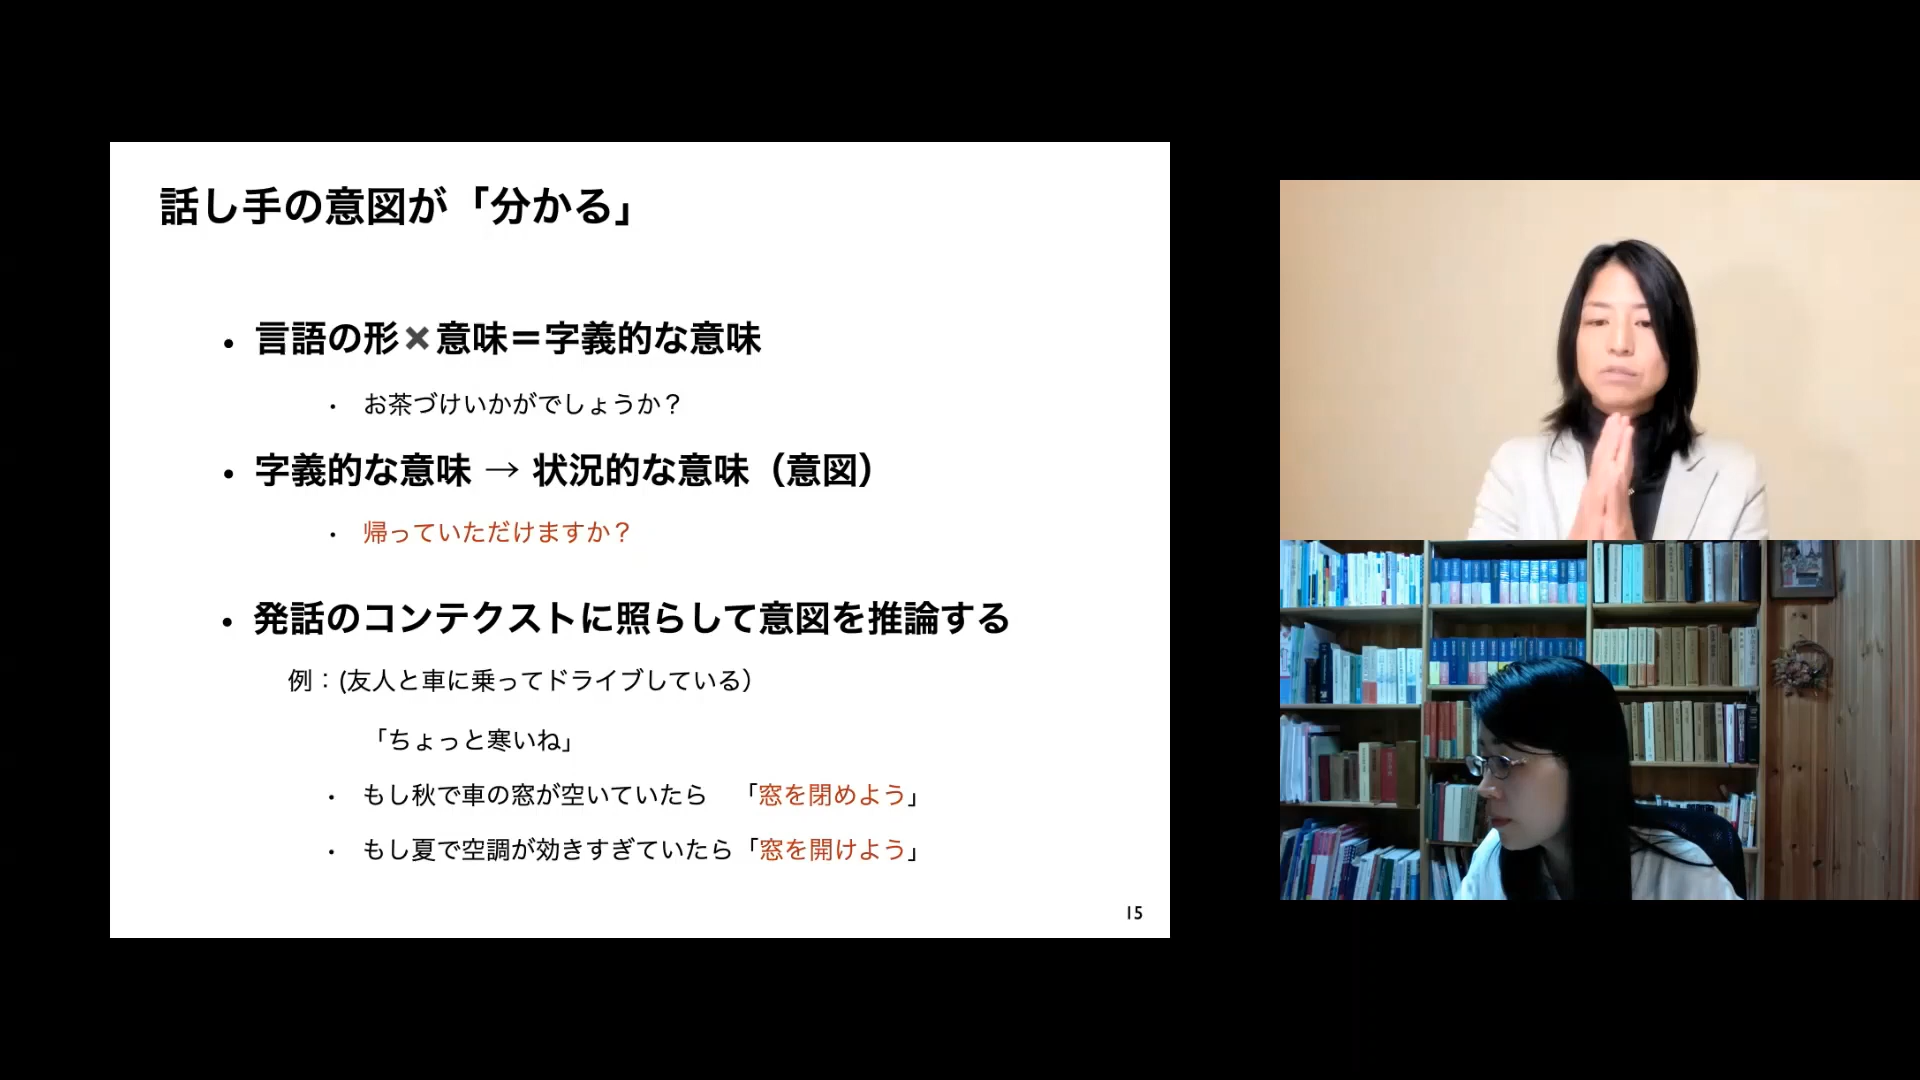 話し手の意図が「分かる」
• 言語の形✖意味＝字義的な意味
• お茶づけいかがでしょうか？
• 字義的な意味 → 状況的な意味（意図）
• 帰っていただけますか？
• 発話のコンテクストに照らして意図を推論する
例：(友人と車に乗ってドライブしている）
「ちょっと寒いね」
• もし秋で車の窓が空いていたら 「窓を閉めよう」
• もし夏で空調が効きすぎていたら「窓を開けよう」
15